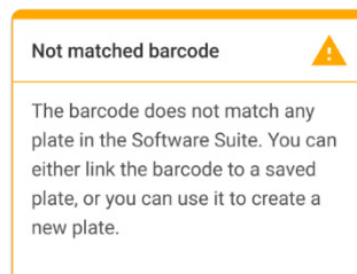 Not matched barcode
The barcode does not match any
plate in the Software Suite. You can
either link the barcode to a saved
plate, or you can use it to create a
new plate.